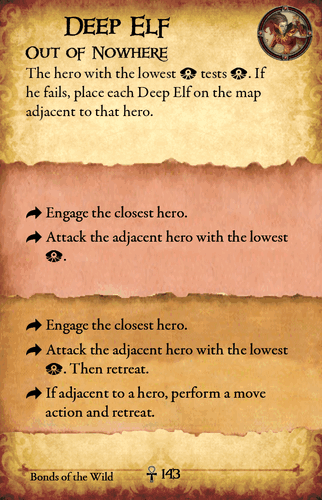 Deep Elf
Out of Nowhere
The hero with the lowest tests . If
he fails, place each Deep Elf on the map
adjacent to that hero.
Engage the closest hero.
Attack the adjacent hero with the lowest
.
Engage the closest hero.
Attack the adjacent hero with the lowest
. Then retreat.
If adjacent to a hero, perform a move
action and retreat.
Bonds of the Wild 143